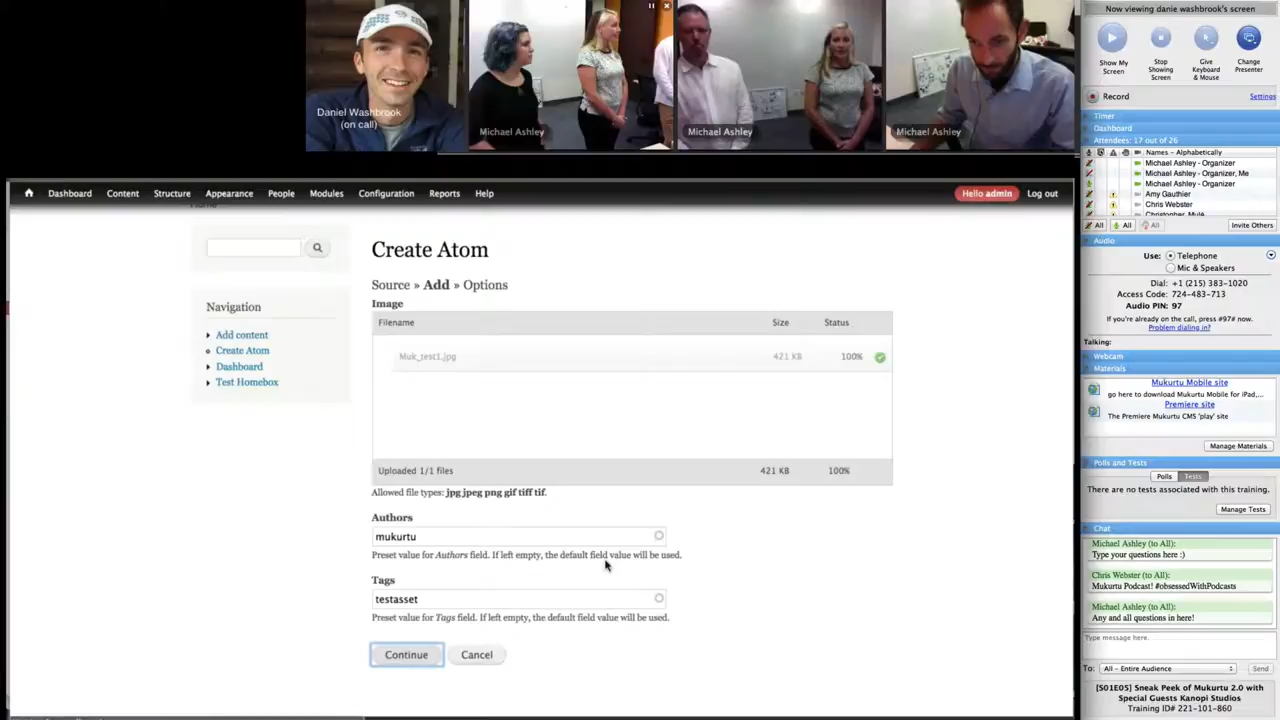 Daniel Washbrook
(on call)
Michael Ashley
Michael Ashley
Michael Ashley
Dashboard Content Structure Appearance People Modules Configuration Reports Help
Hello admin Log out
Home
Navigation
Add content
Create Atom
Dashboard
Test Homebox
Create Atom
Source » Add » Options
Image
Filename Size Status
Muk_test1.jpg 421 KB 100%
Uploaded 1/1 files 421 KB 100%
Allowed file types: jpg jpeg png gif tiff tif.
Authors
mukurtu
Preset value for Authors field. If left empty, the default field value will be used.
Tags
testasset
Preset value for Tags field. If left empty, the default field value will be used.
Continue Cancel
Now viewing danie washbrook's screen
Show My
Screen
Stop
Showing
Screen
Give
Keyboard
& Mouse
Change
Presenter
Record Settings
Timer
Dashboard
Attendees: 17 out of 26
Names - Alphabetically
Michael Ashley - Organizer
Michael Ashley - Organizer, Me
Michael Ashley - Organizer
Amy Gauthier
Chris Webster
Christopher, Mulé
All All All Invite Others
Audio
Use: Telephone
Mic & Speakers
Dial: +1 (215) 383-1020
Access Code: 724-483-713
Audio PIN: 97
If you're already on the call, press #97# now.
Problem dialing in?
Talking:
Webcam
Materials
Mukurtu Mobile site
go here to download Mukurtu Mobile for iPad,...
Premiere site
The Premiere Mukurtu CMS 'play' site
Manage Materials
Polls and Tests
Polls Tests
There are no tests associated with this training.
Manage Tests
Chat
Michael Ashley (to All):
Type your questions here :)
Chris Webster (to All):
Mukurtu Podcast! #obsessedWithPodcasts
Michael Ashley (to All):
Any and all questions in here!
Type message here.
To: All - Entire Audience Send
[S01E05] Sneak Peek of Mukurtu 2.0 with
Special Guests Kanopi Studios
Training ID# 221-101-860